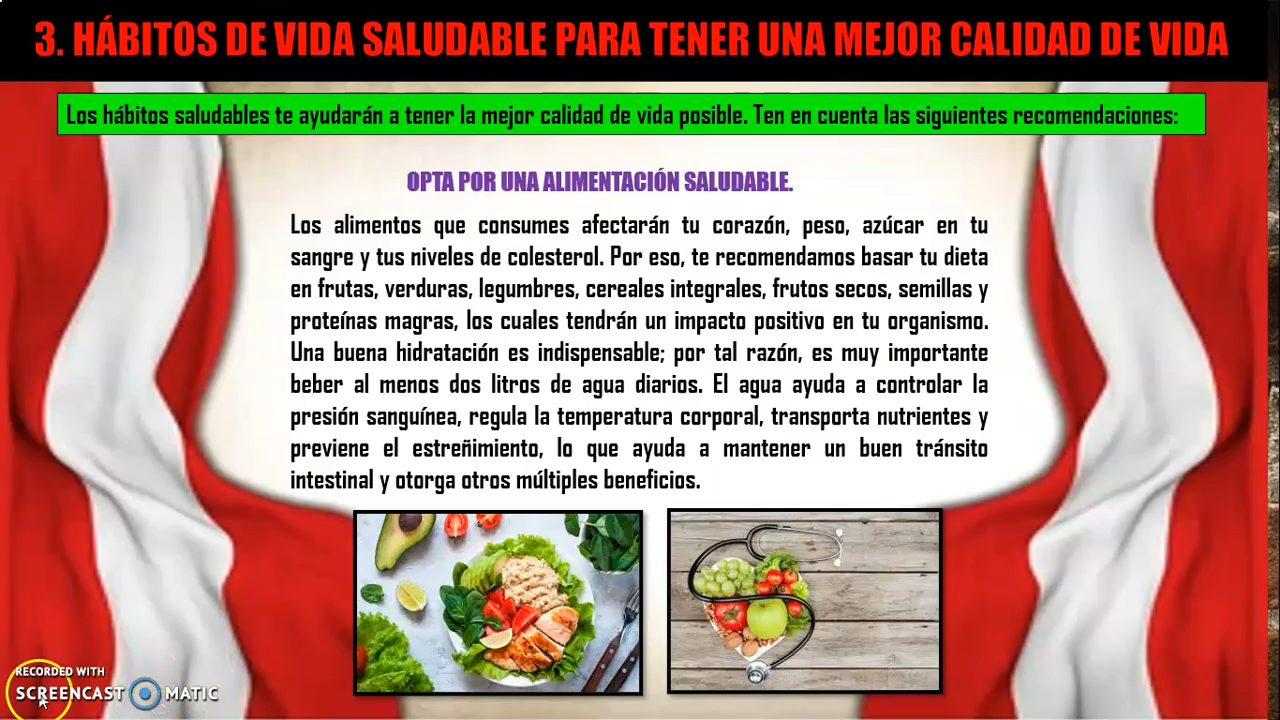 3. HÁBITOS DE VIDA SALUDABLE PARA TENER UNA MEJOR CALIDAD DE VIDA
Los hábitos saludables te ayudarán a tener la mejor calidad de vida posible. Ten en cuenta las siguientes recomendaciones:
OPTA POR UNA ALIMENTACIÓN SALUDABLE.
Los alimentos que consumes afectarán tu corazón, peso, azúcar en tu
sangre y tus niveles de colesterol. Por eso, te recomendamos basar tu dieta
en frutas, verduras, legumbres, cereales integrales, frutos secos, semillas y
proteínas magras, los cuales tendrán un impacto positivo en tu organismo.
Una buena hidratación es indispensable; por tal razón, es muy importante
beber al menos dos litros de agua diarios. El agua ayuda a controlar la
presión sanguínea, regula la temperatura corporal, transporta nutrientes y
previene el estreñimiento, lo que ayuda a mantener un buen tránsito
intestinal y otorga otros múltiples beneficios.
RECORDED WITH
SCREENCAST MATIC